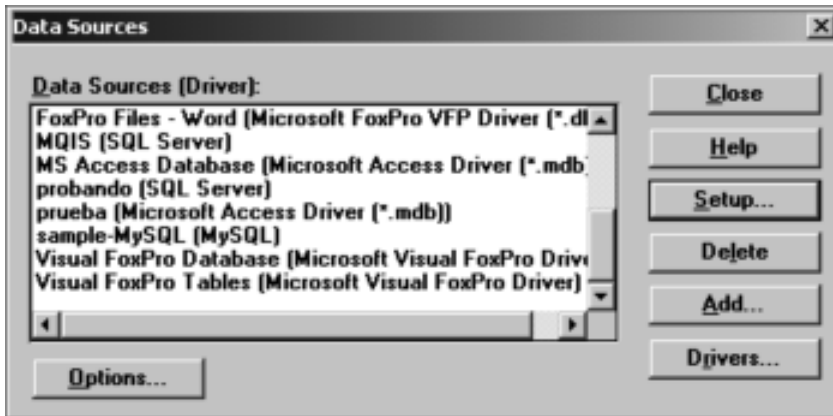 Data Sources
Data Sources (Driver):
FoxPro Files - Word (Microsoft FoxPro VFP Driver (*.d
MQIS (SQL Server)
MS Access Database (Microsoft Access Driver (*.mdb
probando (SQL Server)
prueba (Microsoft Access Driver (*.mdb))
sample-MySQL (MySQL)
Visual FoxPro Database (Microsoft Visual FoxPro Driv
Visual FoxPro Tables (Microsoft Visual FoxPro Driver)
Options...
Close
Help
Setup...
Delete
Add...
Drivers...